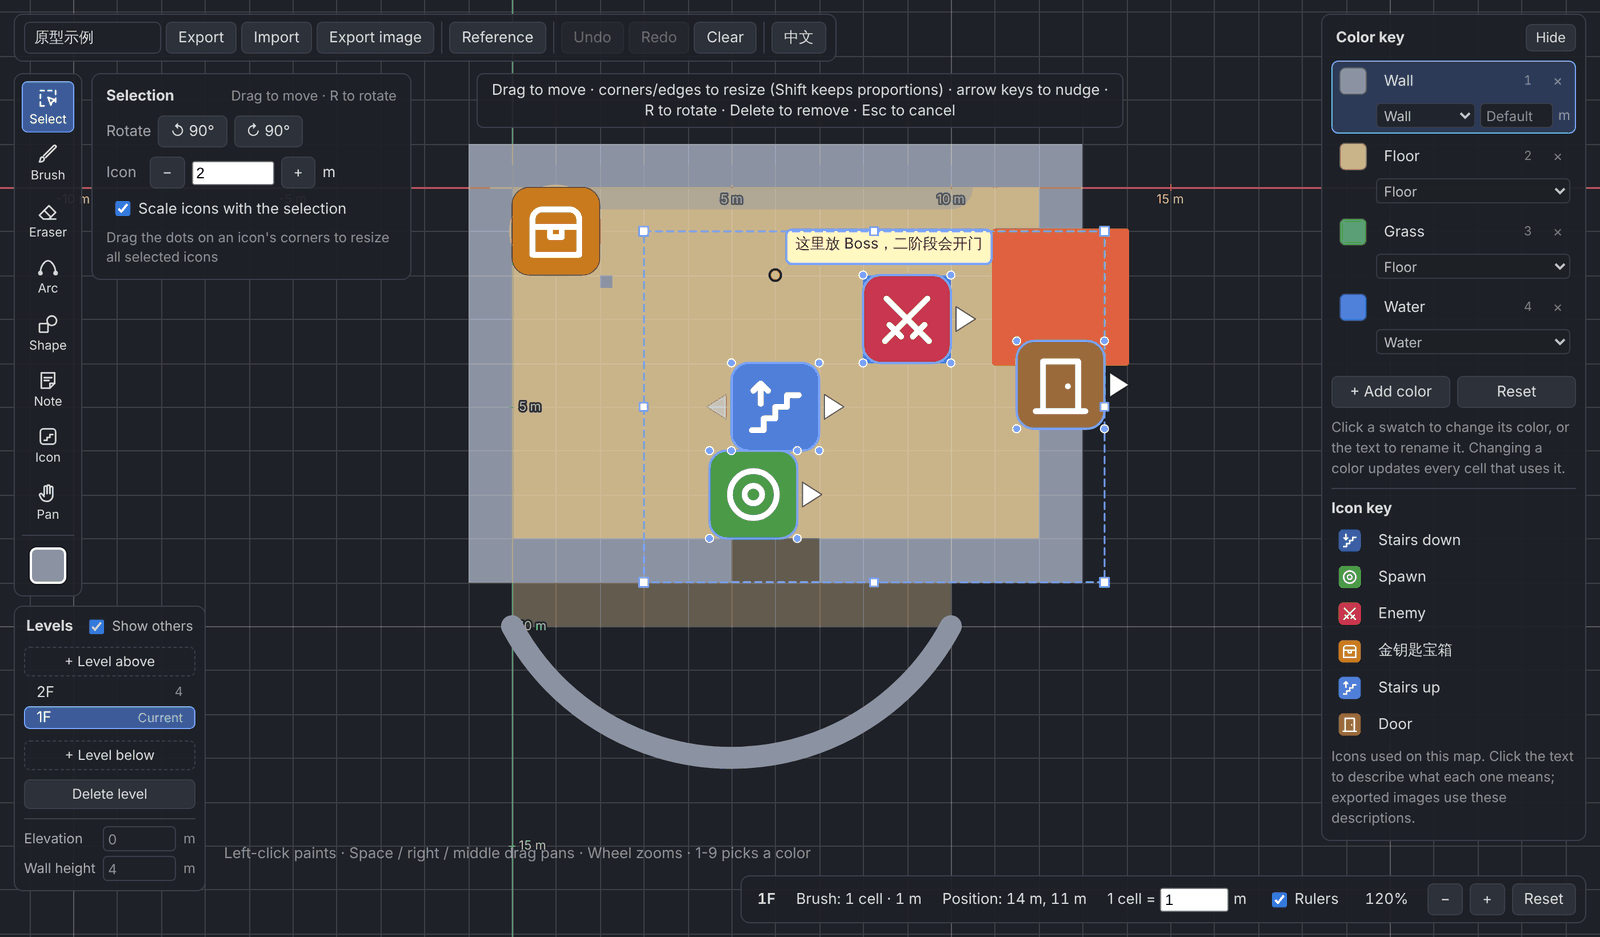 原型示例
Export
Import
Export image
Reference
Undo
Redo
Clear
中文
Select
Brush
Eraser
Arc
Shape
Note
Icon
Pan
Selection
Drag to move · R to rotate
Rotate
90°
90°
Icon
−
2
+
m
Scale icons with the selection
Drag the dots on an icon's corners to resize
all selected icons
Drag to move · corners/edges to resize (Shift keeps proportions) · arrow keys to nudge ·
R to rotate · Delete to remove · Esc to cancel
5 m
10 m
15 m
这里放 Boss，二阶段会开门
5 m
15 m
Levels
Show others
+ Level above
2F
4
1F
Current
+ Level below
Delete level
Elevation
0
m
Wall height
4
m
Left-click paints · Space / right / middle drag pans · Wheel zooms · 1-9 picks a color
1F
Brush: 1 cell · 1 m
Position: 14 m, 11 m
1 cell =
1
m
Rulers
120%
−
+
Reset
Color key
Hide
Wall
1
×
Wall
Default
m
Floor
2
×
Floor
Grass
3
×
Floor
Water
4
×
Water
+ Add color
Reset
Click a swatch to change its color, or
the text to rename it. Changing a
color updates every cell that uses it.
Icon key
Stairs down
Spawn
Enemy
金钥匙宝箱
Stairs up
Door
Icons used on this map. Click the text
to describe what each one means;
exported images use these
descriptions.